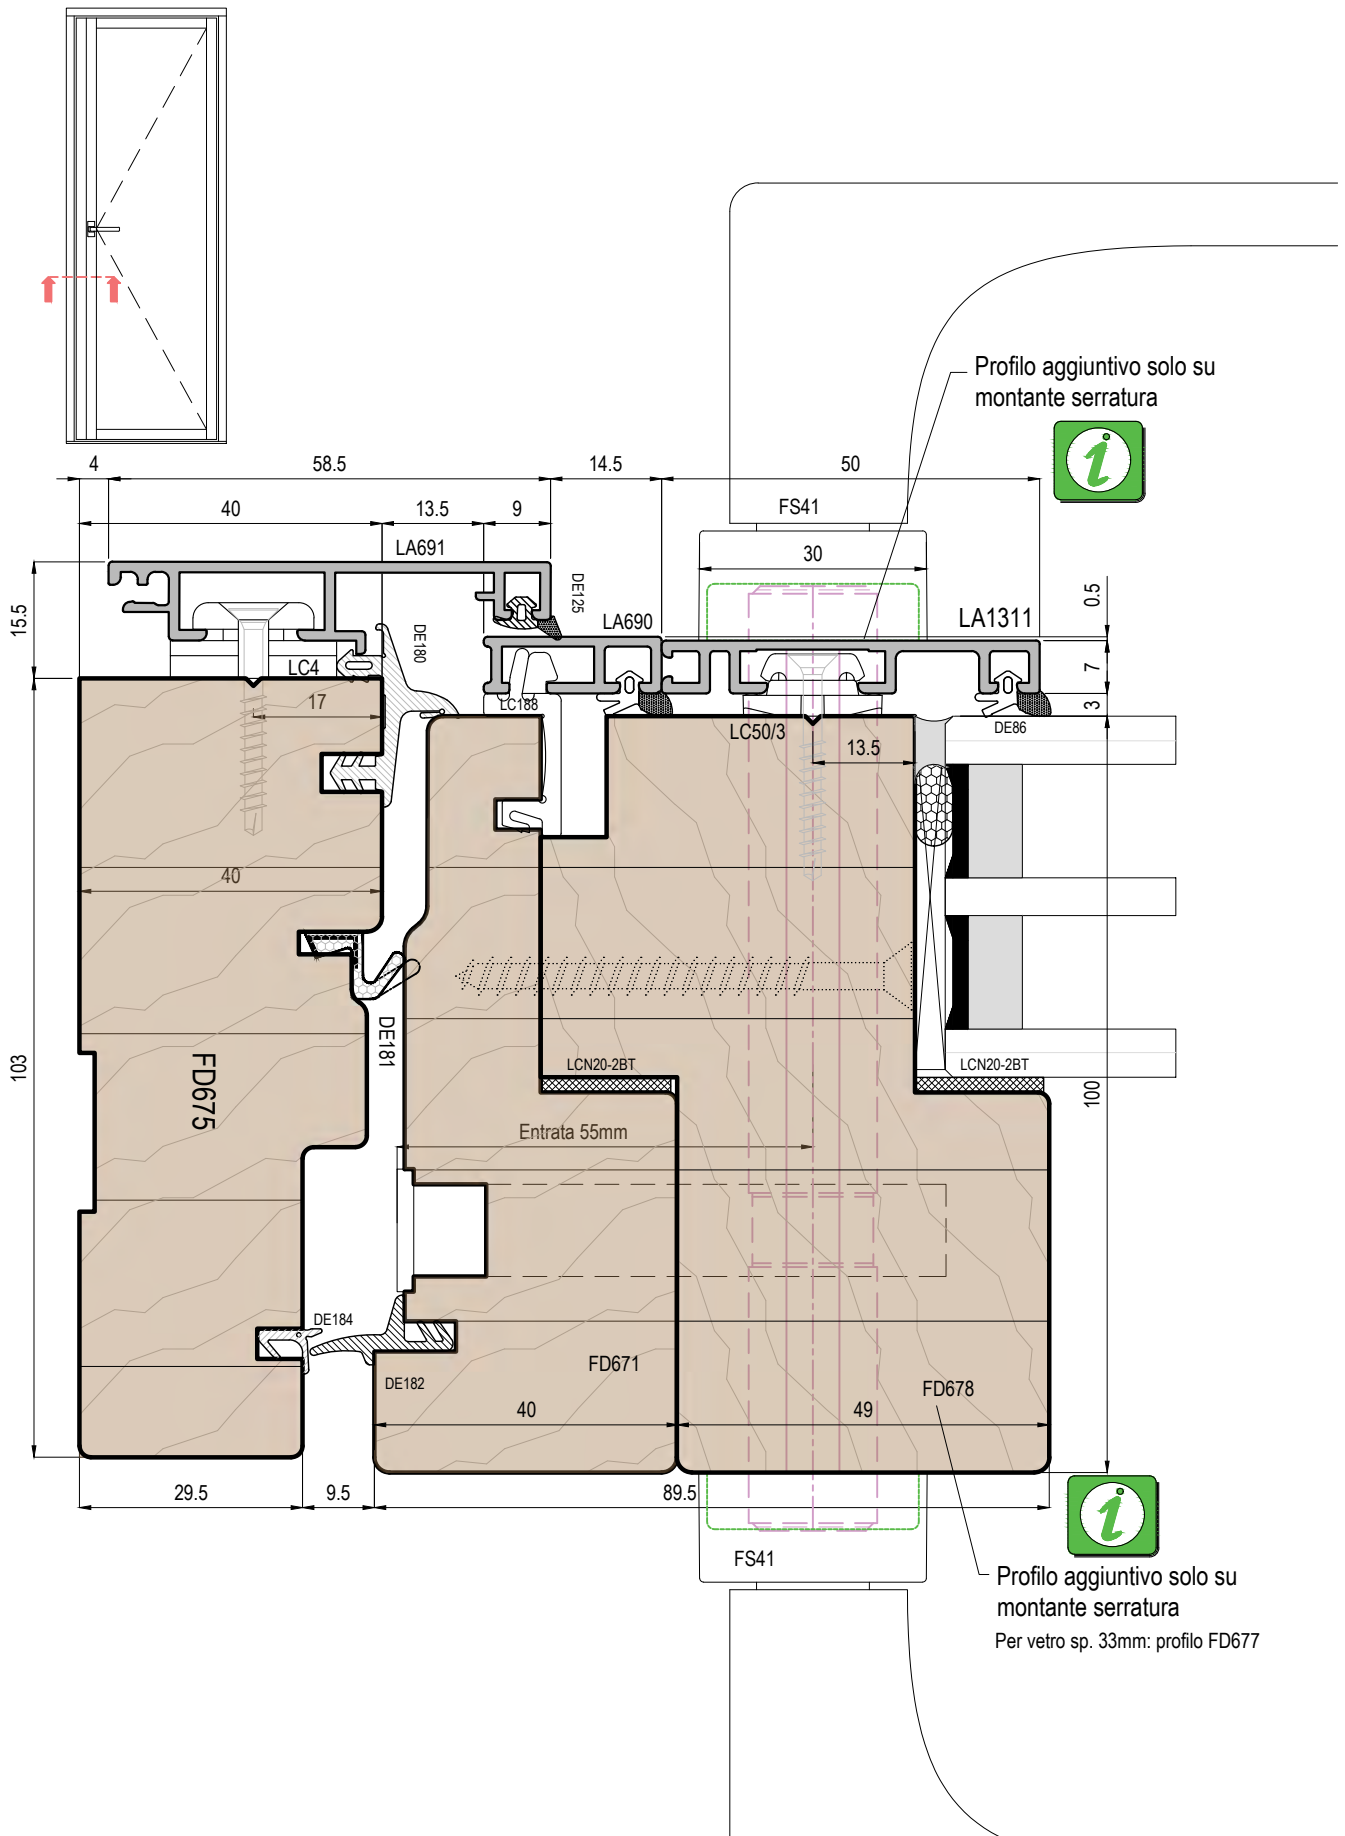 Profilo aggiuntivo solo su
montante serratura
i
4
58.5
14.5
50
40
13.5
9
FS41
LA691
30
DE125
15.5
0.5
LA690
LA1311
DE180
LC4
7
17
LC188
3
LC50/3
DE86
13.5
40
103
DE181
FD675
LCN20-2BT
LCN20-2BT
100
Entrata 55mm
DE184
FD671
DE182
FD678
40
49
29.5
9.5
89.5
i
FS41
Profilo aggiuntivo solo su
montante serratura
Per vetro sp. 33mm: profilo FD677